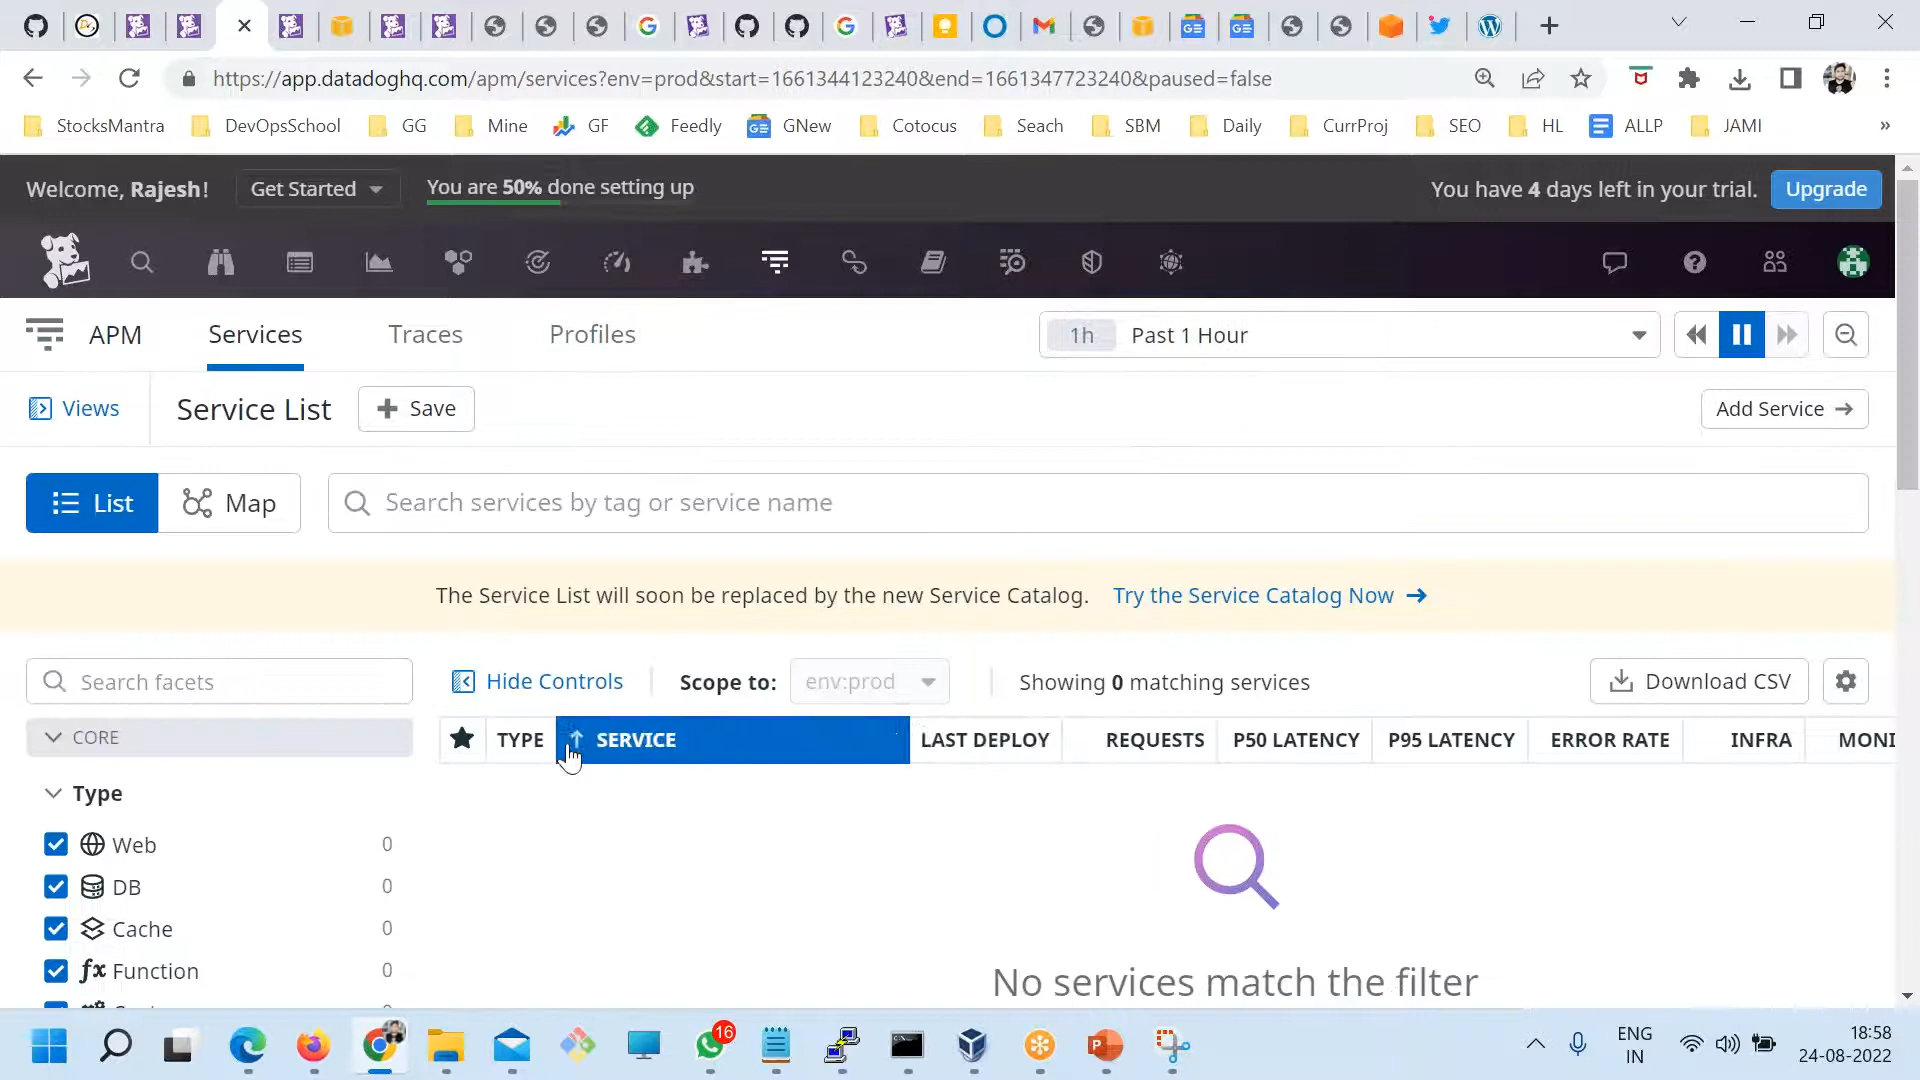 https://app.datadoghq.com/apm/services?env=prod&start=1661344123240&end=1661347723240&paused=false
StocksMantra DevOpsSchool GG Mine GF Feedly GNew Cotocus Seach SBM Daily CurrProj SEO HL ALLP JAMI »
Welcome, Rajesh! Get Started You are 50% done setting up You have 4 days left in your trial. Upgrade
APM Services Traces Profiles 1h Past 1 Hour
Views Service List + Save Add Service →
List Map Search services by tag or service name
The Service List will soon be replaced by the new Service Catalog. Try the Service Catalog Now →
Search facets Hide Controls Scope to: env:prod Showing 0 matching services Download CSV
CORE TYPE ↑ SERVICE LAST DEPLOY REQUESTS P50 LATENCY P95 LATENCY ERROR RATE INFRA MONI
Type
Web 0
DB 0
Cache 0
fx Function 0
No services match the filter
16
ENG
IN
18:58
24-08-2022